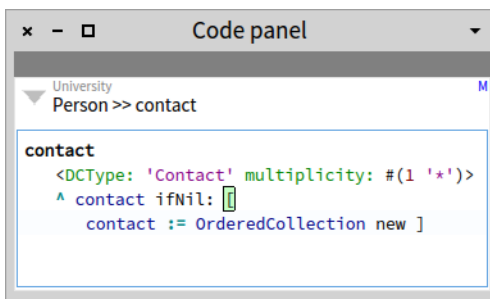 Code panel
University
M
Person >> contact
contact
<DCType: 'Contact' multiplicity: #(1 '*')>
^ contact ifNil: [
contact := OrderedCollection new ]